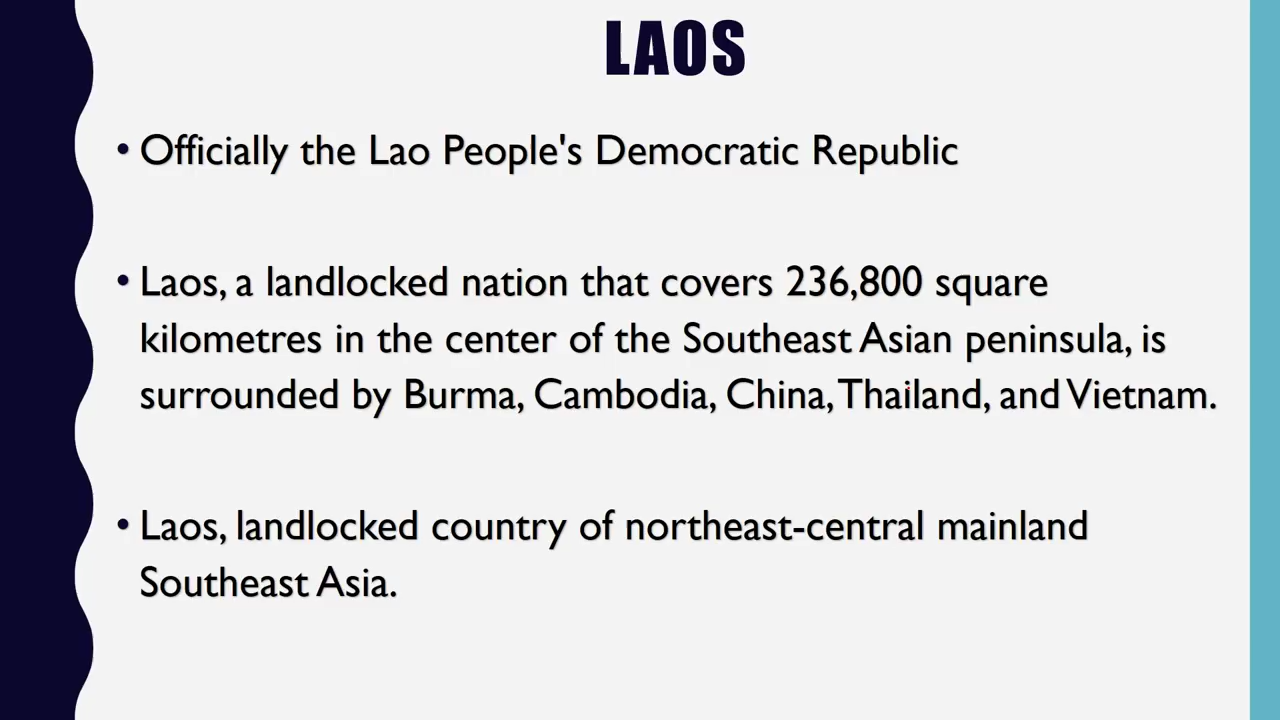 LAOS
• Officially the Lao People's Democratic Republic
• Laos, a landlocked nation that covers 236,800 square
kilometres in the center of the Southeast Asian peninsula, is
surrounded by Burma, Cambodia, China, Thailand, and Vietnam.
• Laos, landlocked country of northeast-central mainland
Southeast Asia.